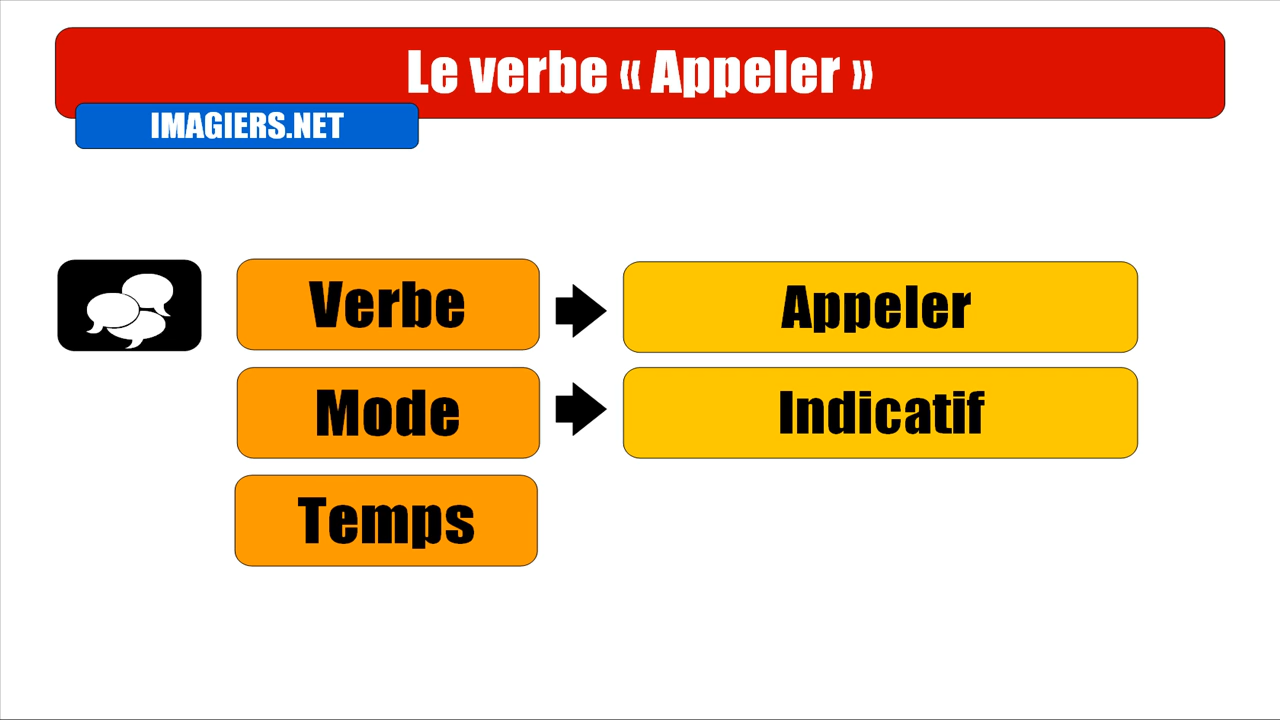 Le verbe « Appeler »
IMAGIERS.NET
Verbe
Appeler
Mode
Indicatif
Temps